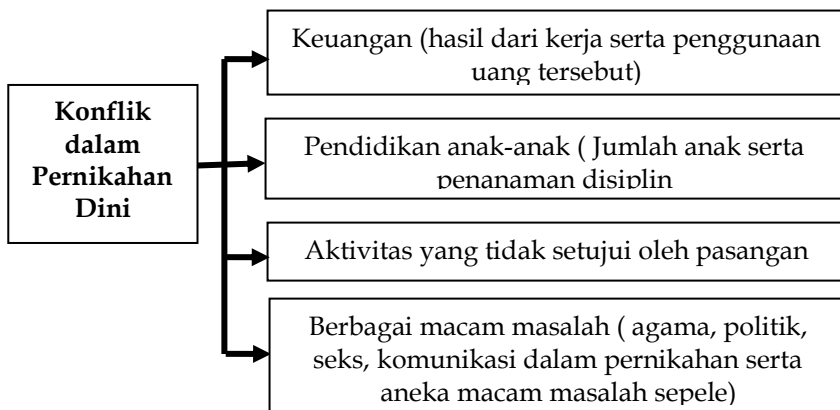 Keuangan (hasil dari kerja serta penggunaan
uang tersebut)
Konflik
dalam
Pernikahan
Dini
Pendidikan anak-anak ( Jumlah anak serta
penanaman disiplin
Aktivitas yang tidak setujui oleh pasangan
Berbagai macam masalah ( agama, politik,
seks, komunikasi dalam pernikahan serta
aneka macam masalah sepele)